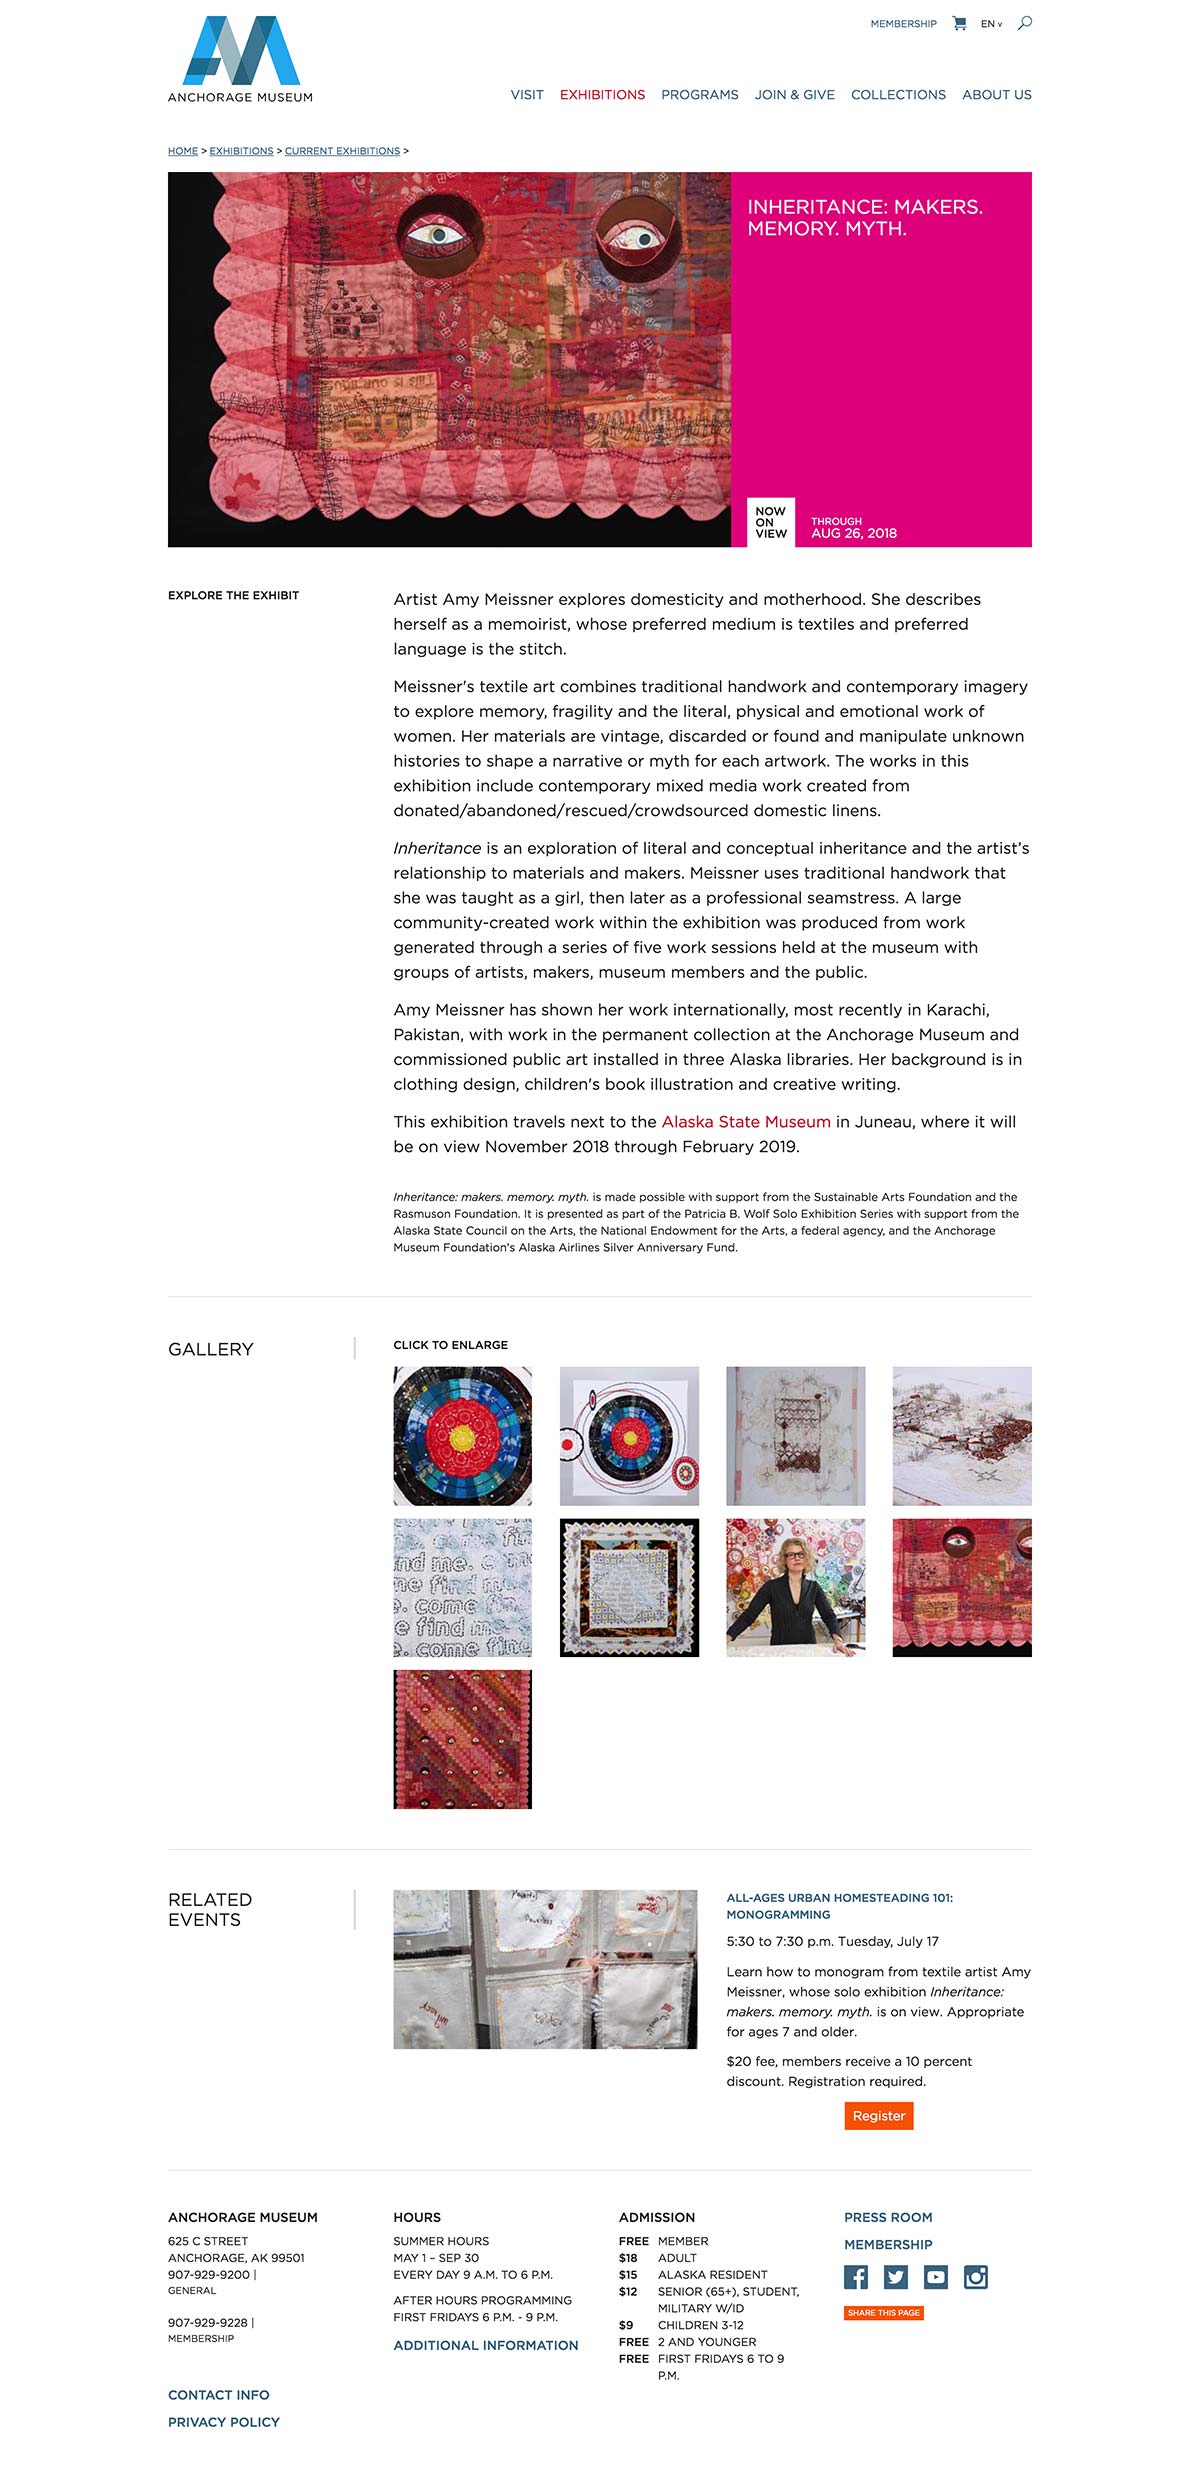 MEMBERSHIP EN v
ANCHORAGE MUSEUM
VISIT EXHIBITIONS PROGRAMS JOIN & GIVE COLLECTIONS ABOUT US
HOME > EXHIBITIONS > CURRENT EXHIBITIONS >
INHERITANCE: MAKERS.
MEMORY. MYTH.
NOW
ON
VIEW
THROUGH
AUG 26, 2018
EXPLORE THE EXHIBIT
Artist Amy Meissner explores domesticity and motherhood. She describes
herself as a memoirist, whose preferred medium is textiles and preferred
language is the stitch.
Meissner's textile art combines traditional handwork and contemporary imagery
to explore memory, fragility and the literal, physical and emotional work of
women. Her materials are vintage, discarded or found and manipulate unknown
histories to shape a narrative or myth for each artwork. The works in this
exhibition include contemporary mixed media work created from
donated/abandoned/rescued/crowdsourced domestic linens.
Inheritance is an exploration of literal and conceptual inheritance and the artist’s
relationship to materials and makers. Meissner uses traditional handwork that
she was taught as a girl, then later as a professional seamstress. A large
community-created work within the exhibition was produced from work
generated through a series of five work sessions held at the museum with
groups of artists, makers, museum members and the public.
Amy Meissner has shown her work internationally, most recently in Karachi,
Pakistan, with work in the permanent collection at the Anchorage Museum and
commissioned public art installed in three Alaska libraries. Her background is in
clothing design, children's book illustration and creative writing.
This exhibition travels next to the Alaska State Museum in Juneau, where it will
be on view November 2018 through February 2019.
Inheritance: makers. memory. myth. is made possible with support from the Sustainable Arts Foundation and the
Rasmuson Foundation. It is presented as part of the Patricia B. Wolf Solo Exhibition Series with support from the
Alaska State Council on the Arts, the National Endowment for the Arts, a federal agency, and the Anchorage
Museum Foundation’s Alaska Airlines Silver Anniversary Fund.
GALLERY
CLICK TO ENLARGE
find me. c
me find m
e. come fin
e find m
e. come fin
RELATED
EVENTS
Powerless
ALL-AGES URBAN HOMESTEADING 101:
MONOGRAMMING
5:30 to 7:30 p.m. Tuesday, July 17
Learn how to monogram from textile artist Amy
Meissner, whose solo exhibition Inheritance:
makers. memory. myth. is on view. Appropriate
for ages 7 and older.
$20 fee, members receive a 10 percent
discount. Registration required.
Register
ANCHORAGE MUSEUM
625 C STREET
ANCHORAGE, AK 99501
907-929-9200 |
GENERAL
907-929-9228 |
MEMBERSHIP
CONTACT INFO
PRIVACY POLICY
HOURS
SUMMER HOURS
MAY 1 – SEP 30
EVERY DAY 9 A.M. TO 6 P.M.
AFTER HOURS PROGRAMMING
FIRST FRIDAYS 6 P.M. - 9 P.M.
ADDITIONAL INFORMATION
ADMISSION
FREE MEMBER
$18 ADULT
$15 ALASKA RESIDENT
$12 SENIOR (65+), STUDENT,
MILITARY W/ID
$9 CHILDREN 3-12
FREE 2 AND YOUNGER
FREE FIRST FRIDAYS 6 TO 9
P.M.
PRESS ROOM
MEMBERSHIP
SHARE THIS PAGE